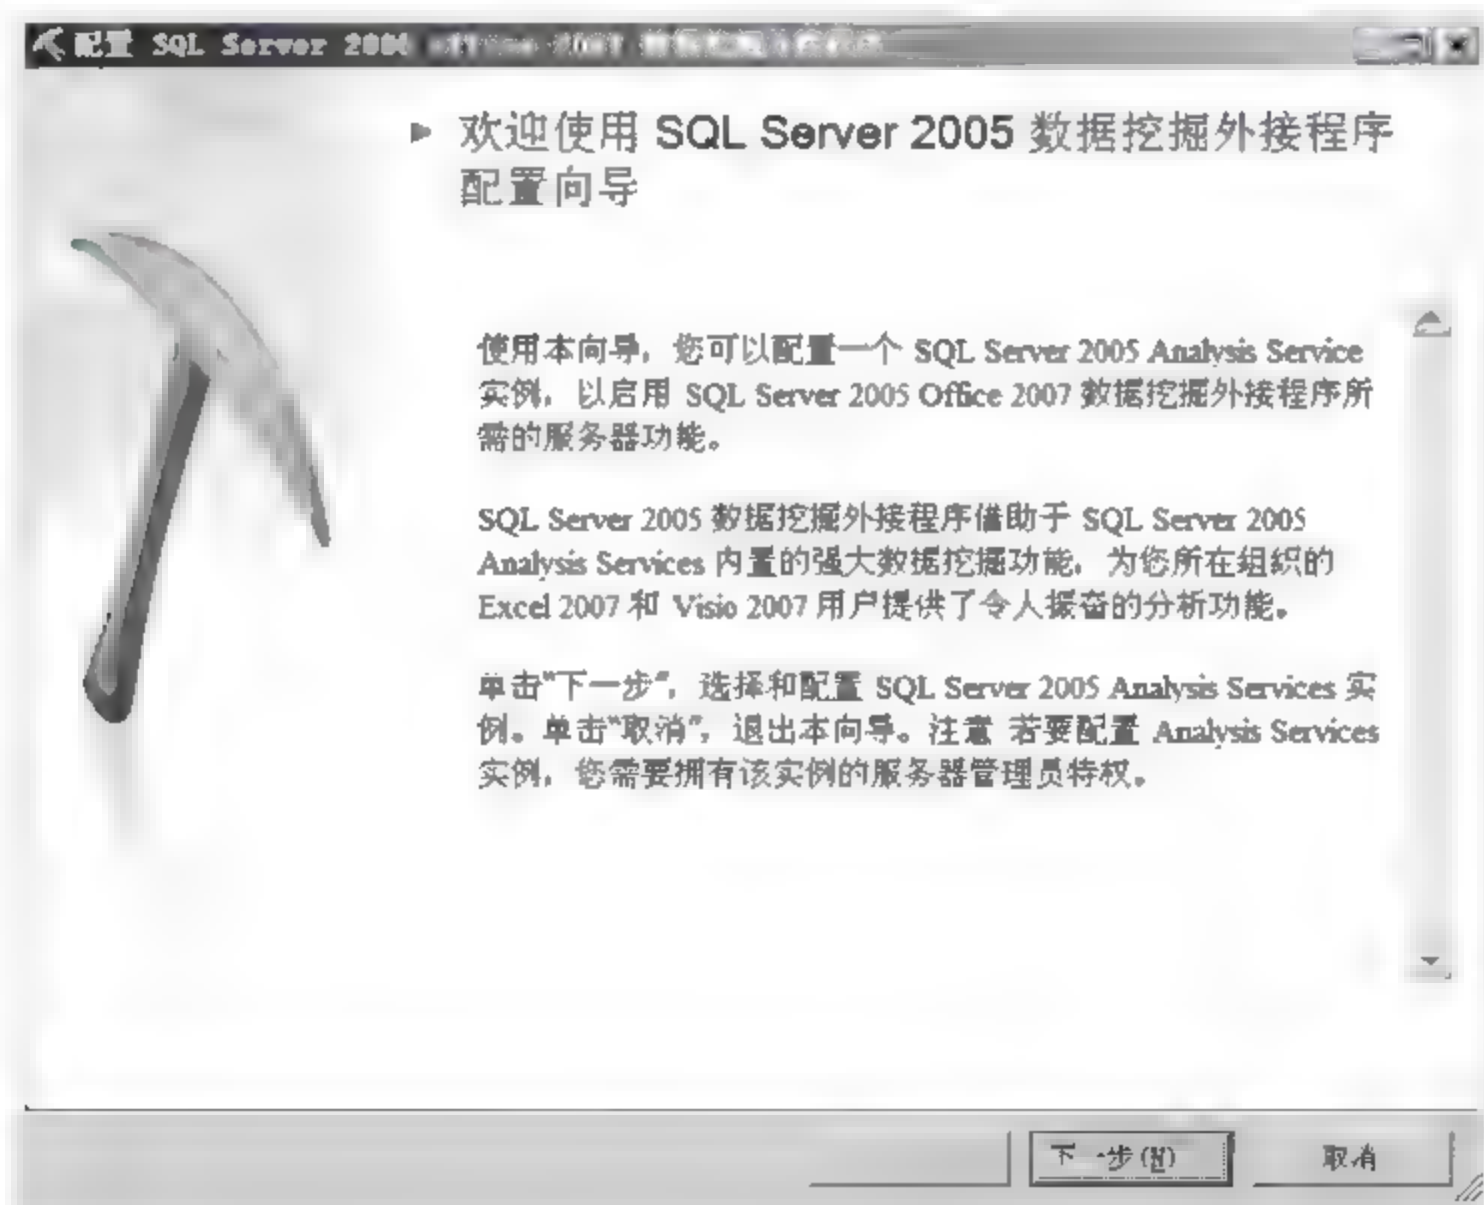 配置 SQL Server
欢迎使用 SQL Server 2005 数据挖掘外接程序
配置向导
使用本向导，您可以配置一个 SQL Server 2005 Analysis Service
实例，以启用 SQL Server 2005 Office 2007 数据挖掘外接程序所
需的服务器功能。
SQL Server 2005 数据挖掘外接程序借助于 SQL Server 2005
Analysis Services 内置的强大数据挖掘功能，为您所在组织的
Excel 2007 和 Visio 2007 用户提供了令人振奋的分析功能。
单击"下一步"，选择和配置 SQL Server 2005 Analysis Services 实
例。单击"取消"，退出本向导。注意 若要配置 Analysis Services
实例，您需要拥有该实例的服务器管理员特权。
下一步(N)
取消